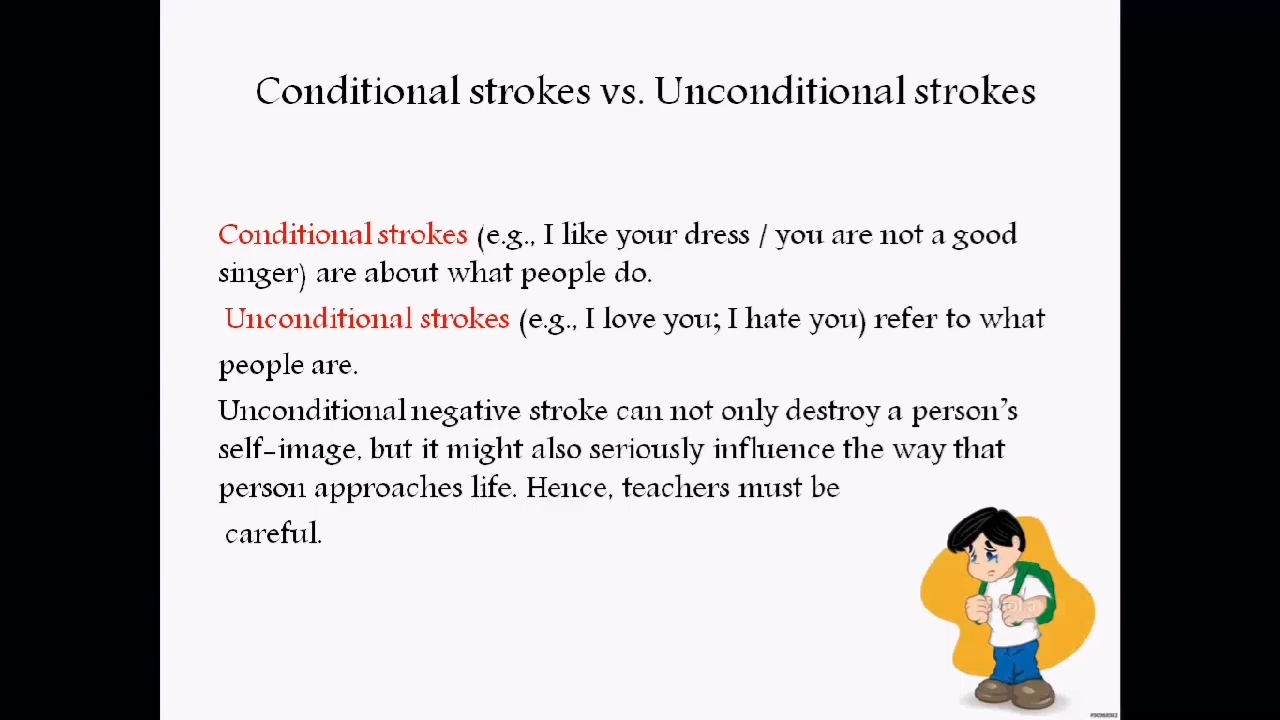 Conditional strokes vs. Unconditional strokes
Conditional strokes (e.g., I like your dress / you are not a good
singer) are about what people do.
Unconditional strokes (e.g., I love you; I hate you) refer to what
people are.
Unconditional negative stroke can not only destroy a person's
self-image, but it might also seriously influence the way that
person approaches life. Hence, teachers must be
careful.